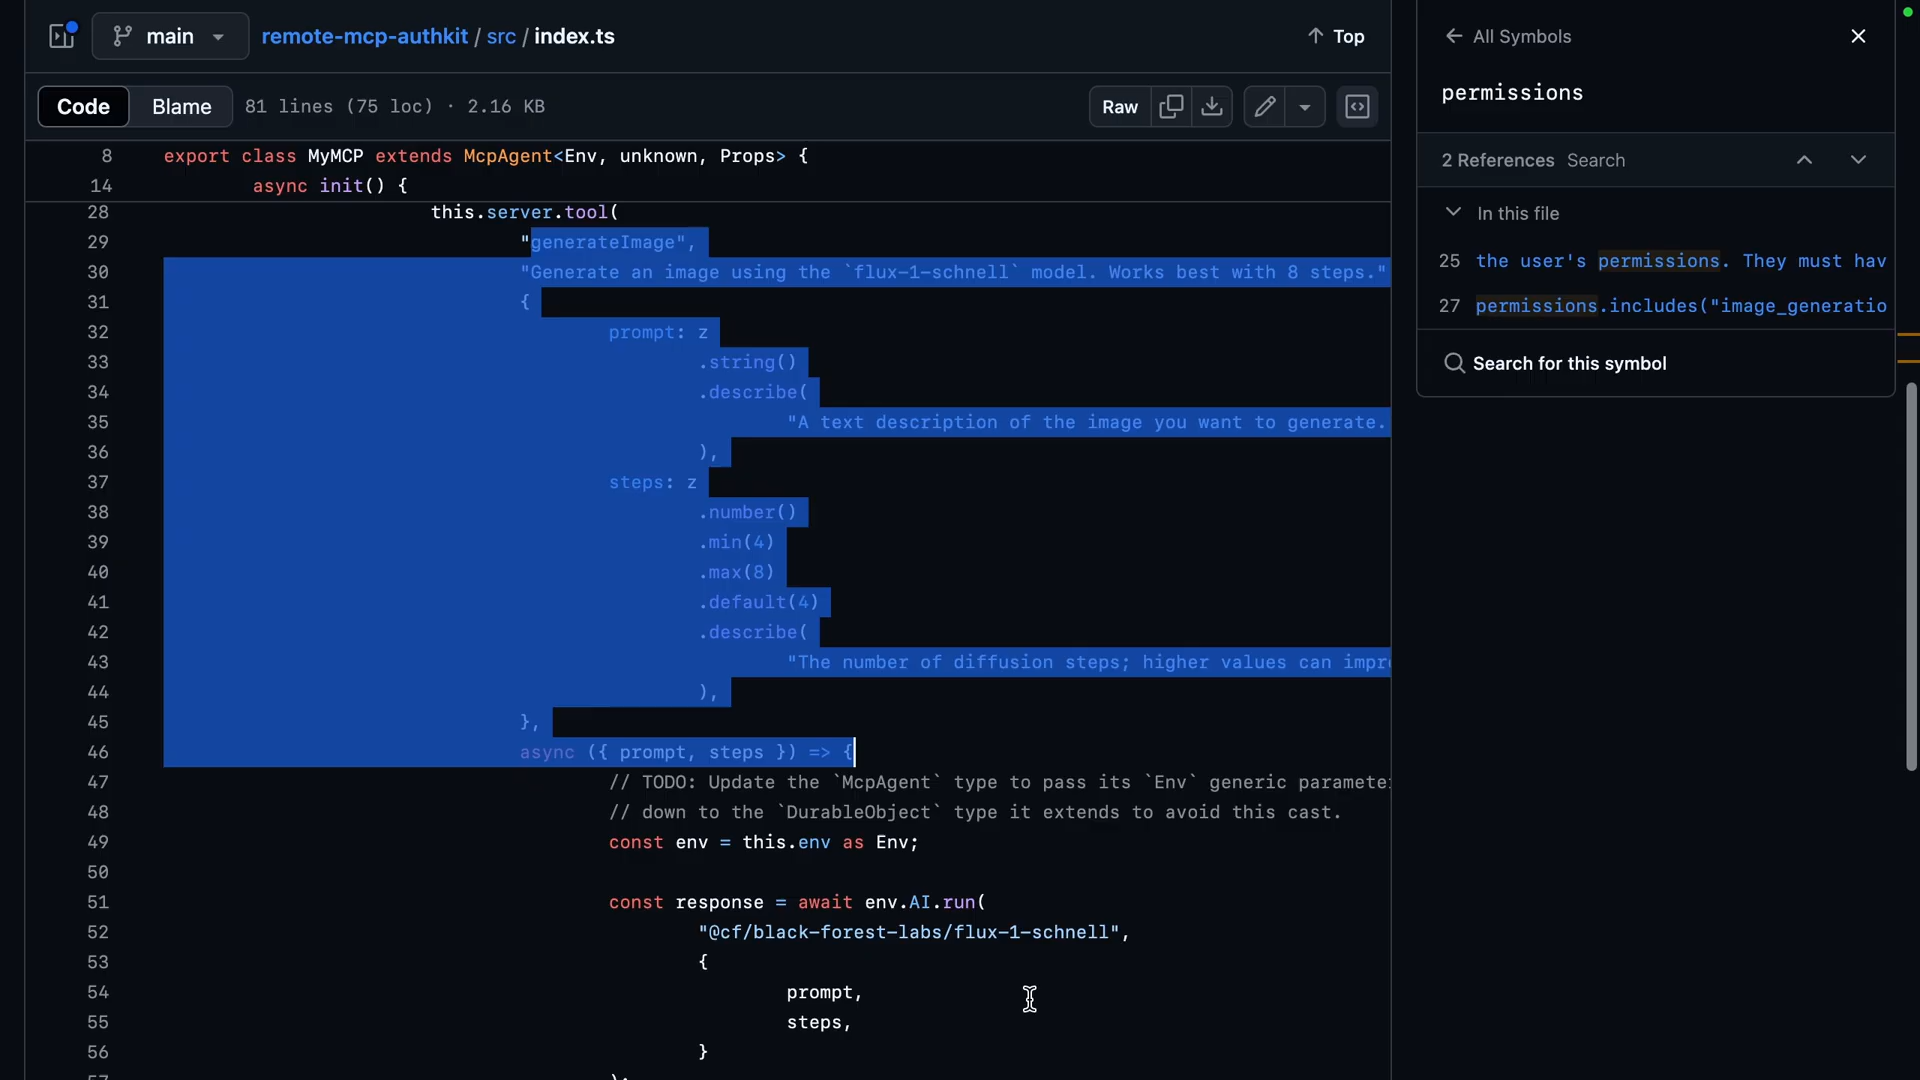 main
remote-mcp-authkit / src / index.ts
Top
Code
Blame
81 lines (75 loc) · 2.16 KB
Raw
8 export class MyMCP extends McpAgent<Env, unknown, Props> {
14 async init() {
28 this.server.tool(
29 "generateImage",
30 "Generate an image using the `flux-1-schnell` model. Works best with 8 steps."
31 {
32 prompt: z
33 .string()
34 .describe(
35 "A text description of the image you want to generate.
36 ),
37 steps: z
38 .number()
39 .min(4)
40 .max(8)
41 .default(4)
42 .describe(
43 "The number of diffusion steps; higher values can impr
44 ),
45 },
46 async ({ prompt, steps }) => {
47 // TODO: Update the `McpAgent` type to pass its `Env` generic parameter
48 // down to the `DurableObject` type it extends to avoid this cast.
49 const env = this.env as Env;
50
51 const response = await env.AI.run(
52 "@cf/black-forest-labs/flux-1-schnell",
53 {
54 prompt,
55 steps,
56 }
57 );
All Symbols
permissions
2 References Search
In this file
25 the user's permissions. They must hav
27 permissions.includes("image_generatio
Search for this symbol